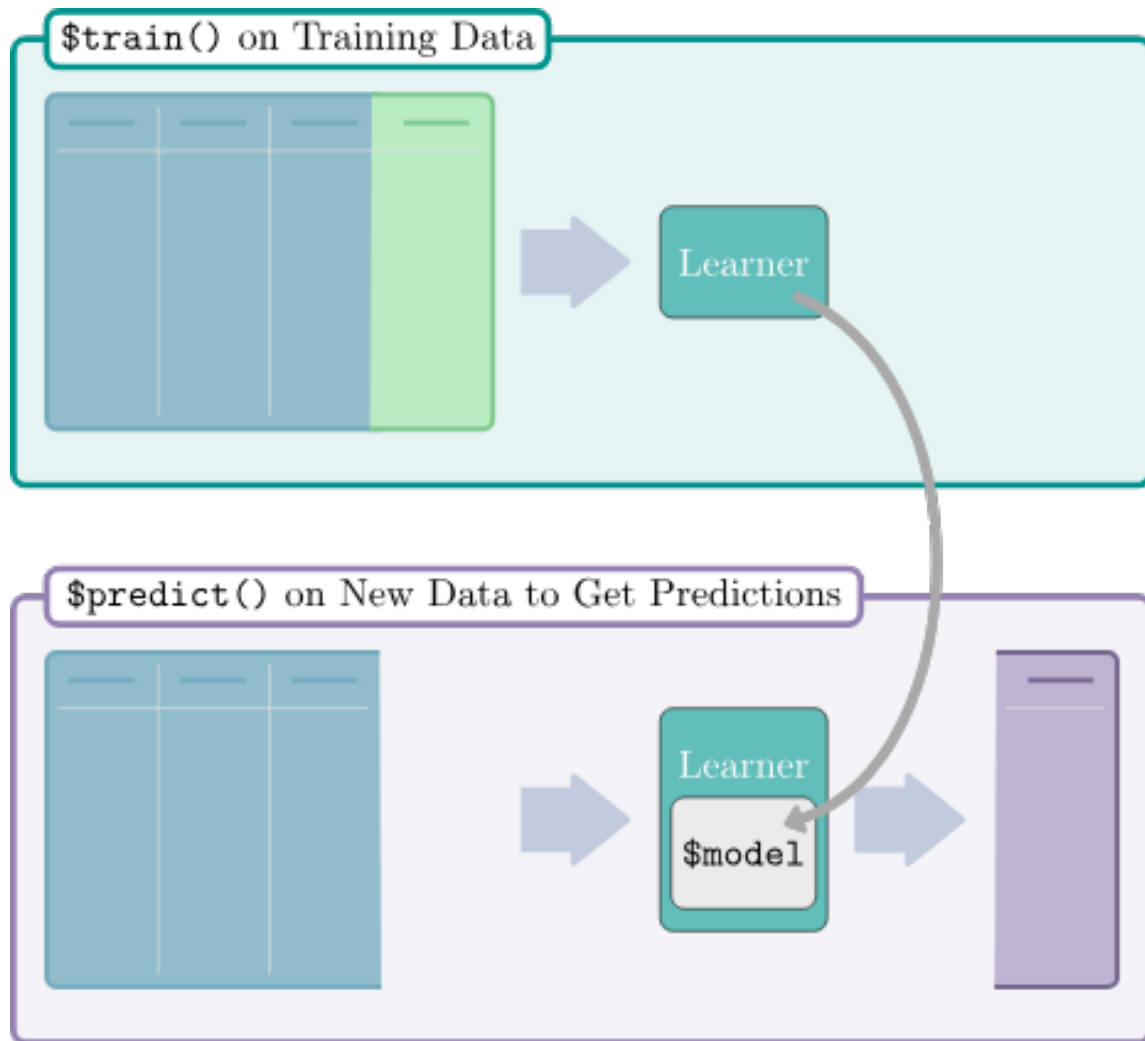 $train() on Training Data
Learner
$predict() on New Data to Get Predictions
Learner
$model